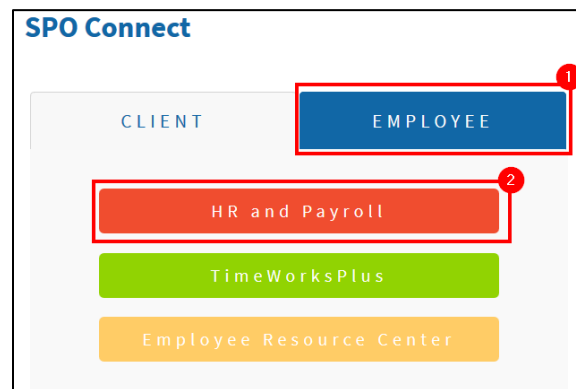 SPO Connect
1
CLIENT
EMPLOYEE
2
HR and Payroll
TimeWorksPlus
Employee Resource Center